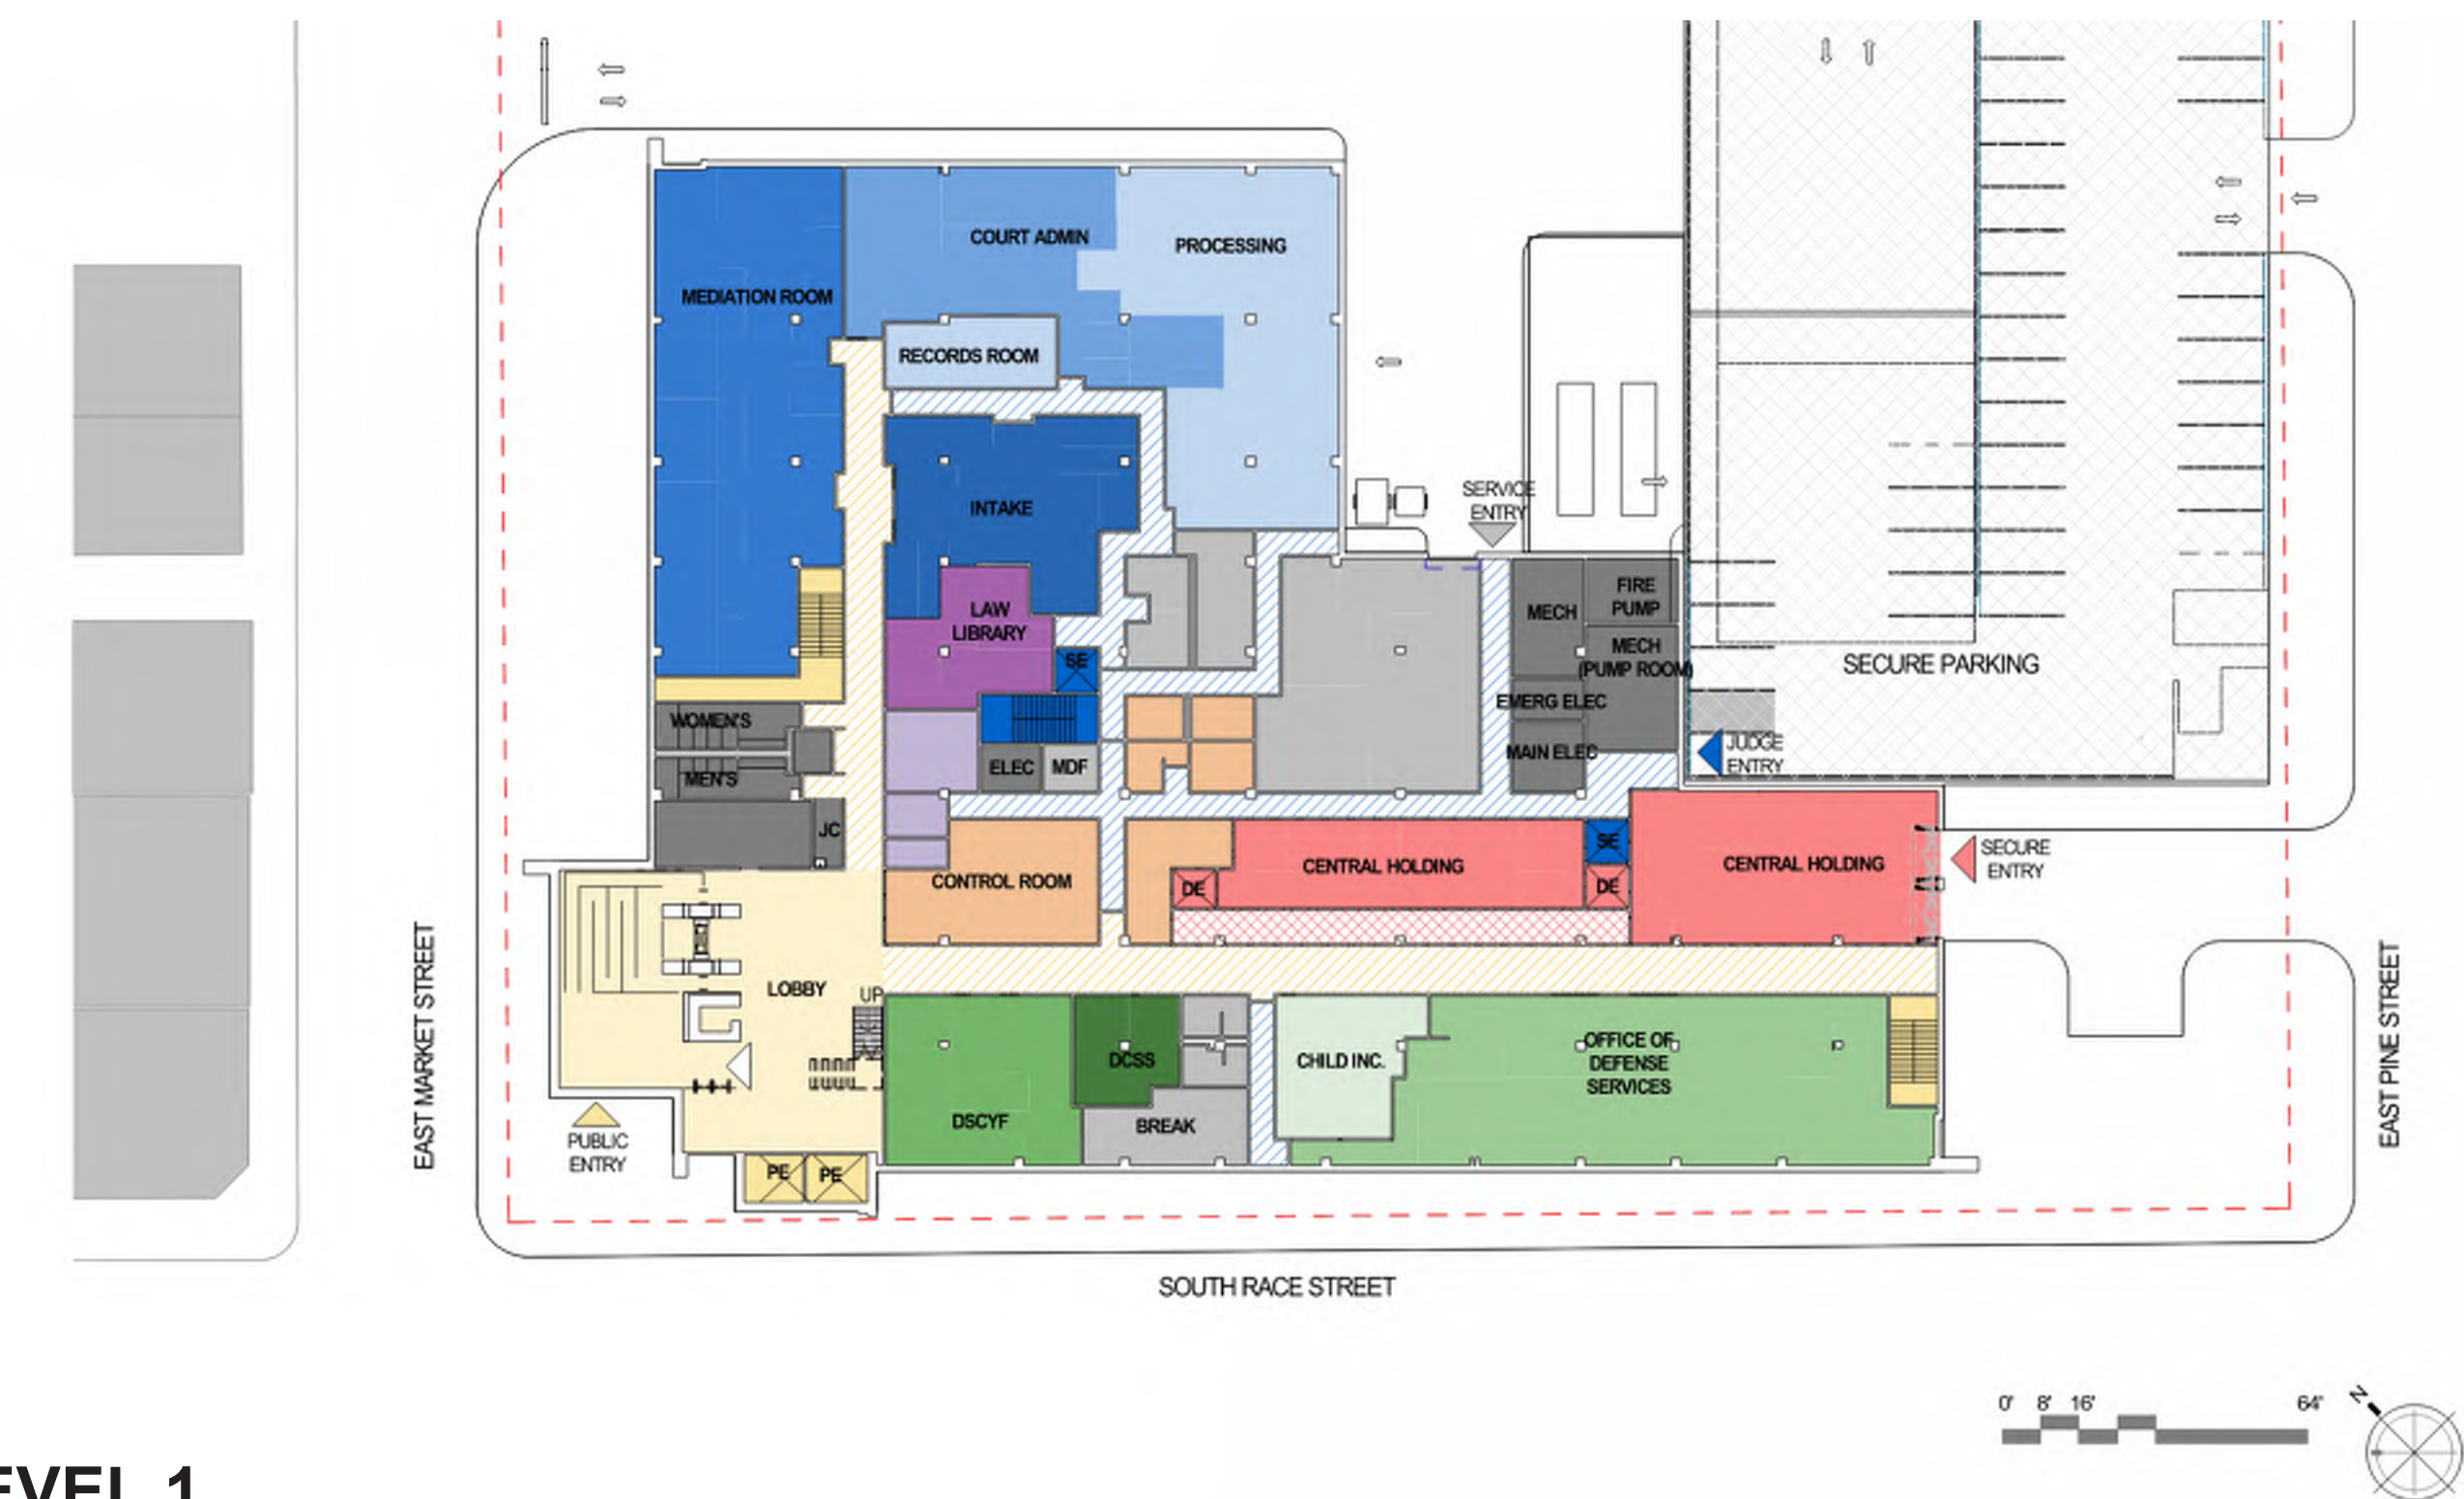 COURT ADMIN
PROCESSING
MEDIATION ROOM
RECORDS ROOM
INTAKE
SERVICE
ENTRY
LAW
LIBRARY
SE
MECH
FIRE
PUMP
MECH
(PUMP ROOM)
SECURE PARKING
EMERG ELEC
MAIN ELEC
JUDGE
ENTRY
WOMEN'S
MEN'S
ELEC
MDF
JC
CONTROL ROOM
DE
CENTRAL HOLDING
SE
DE
CENTRAL HOLDING
SECURE
ENTRY
LOBBY
UP
DSCYF
DCSS
BREAK
CHILD INC.
OFFICE OF
DEFENSE
SERVICES
PUBLIC
ENTRY
PE
PE
EAST MARKET STREET
EAST PINE STREET
SOUTH RACE STREET
0' 8' 16' 64'
N
EVEL 1